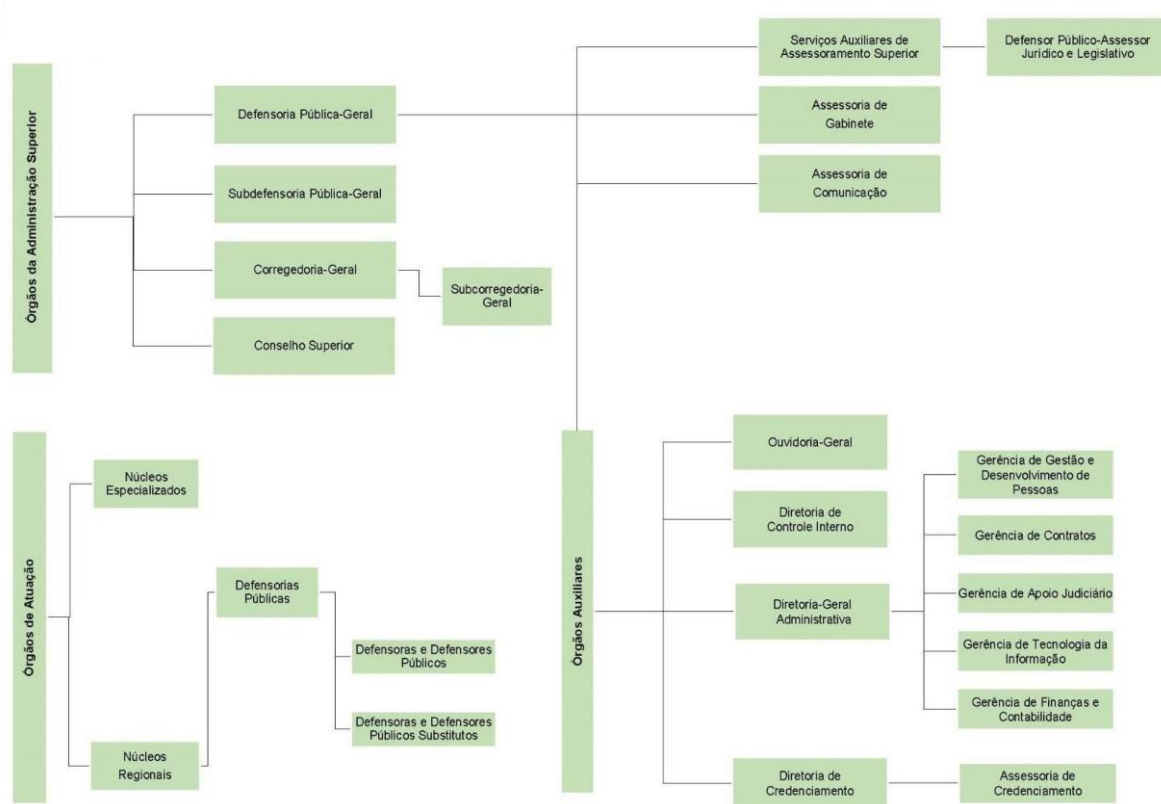 Órgãos da Administração Superior
Defensoria Pública-Geral
Subdefensoria Pública-Geral
Corregedoria-Geral
Subcorregedoria-
Geral
Conselho Superior
Serviços Auxiliares de
Assessoramento Superior
Defensor Público-Assessor
Jurídico e Legislativo
Assessoria de
Gabinete
Assessoria de
Comunicação
Órgãos de Atuação
Núcleos
Especializados
Defensorias
Públicas
Defensoras e Defensores
Públicos
Defensoras e Defensores
Públicos Substitutos
Núcleos
Regionais
Órgãos Auxiliares
Ouvidoria-Geral
Diretoria de
Controle Interno
Diretoria-Geral
Administrativa
Gerência de Gestão e
Desenvolvimento de
Pessoas
Gerência de Contratos
Gerência de Apoio Judiciário
Gerência de Tecnologia da
Informação
Gerência de Finanças e
Contabilidade
Diretoria de
Credenciamento
Assessoria de
Credenciamento